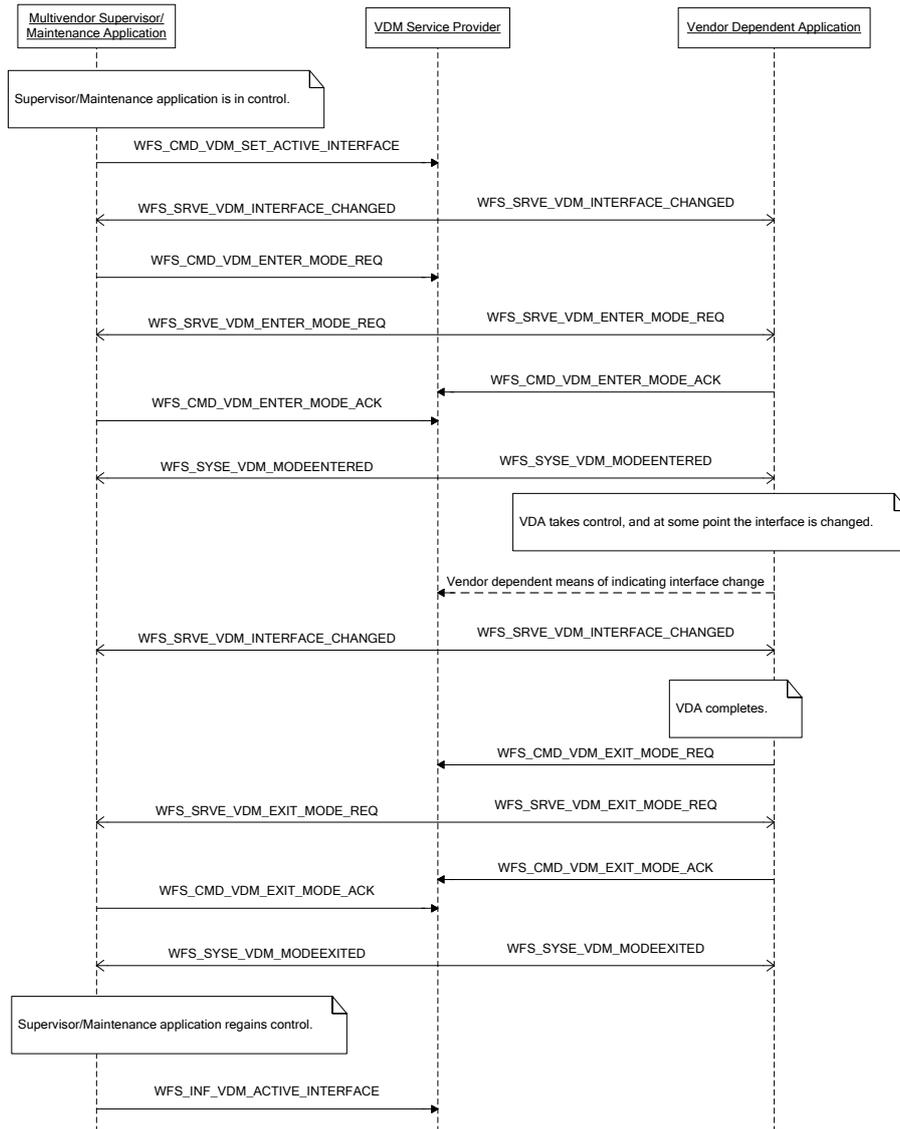 Multivendor Supervisor/
Maintenance Application
VDM Service Provider
Vendor Dependent Application
Supervisor/Maintenance application is in control.
WFS_CMD_VDM_SET_ACTIVE_INTERFACE
WFS_SRVE_VDM_INTERFACE_CHANGED
WFS_SRVE_VDM_INTERFACE_CHANGED
WFS_CMD_VDM_ENTER_MODE_REQ
WFS_SRVE_VDM_ENTER_MODE_REQ
WFS_SRVE_VDM_ENTER_MODE_REQ
WFS_CMD_VDM_ENTER_MODE_ACK
WFS_CMD_VDM_ENTER_MODE_ACK
WFS_SYSE_VDM_MODEENTERED
WFS_SYSE_VDM_MODEENTERED
VDA takes control, and at some point the interface is changed.
Vendor dependent means of indicating interface change
WFS_SRVE_VDM_INTERFACE_CHANGED
WFS_SRVE_VDM_INTERFACE_CHANGED
VDA completes.
WFS_CMD_VDM_EXIT_MODE_REQ
WFS_SRVE_VDM_EXIT_MODE_REQ
WFS_SRVE_VDM_EXIT_MODE_REQ
WFS_CMD_VDM_EXIT_MODE_ACK
WFS_CMD_VDM_EXIT_MODE_ACK
WFS_SYSE_VDM_MODEEXITED
WFS_SYSE_VDM_MODEEXITED
Supervisor/Maintenance application regains control.
WFS_INF_VDM_ACTIVE_INTERFACE